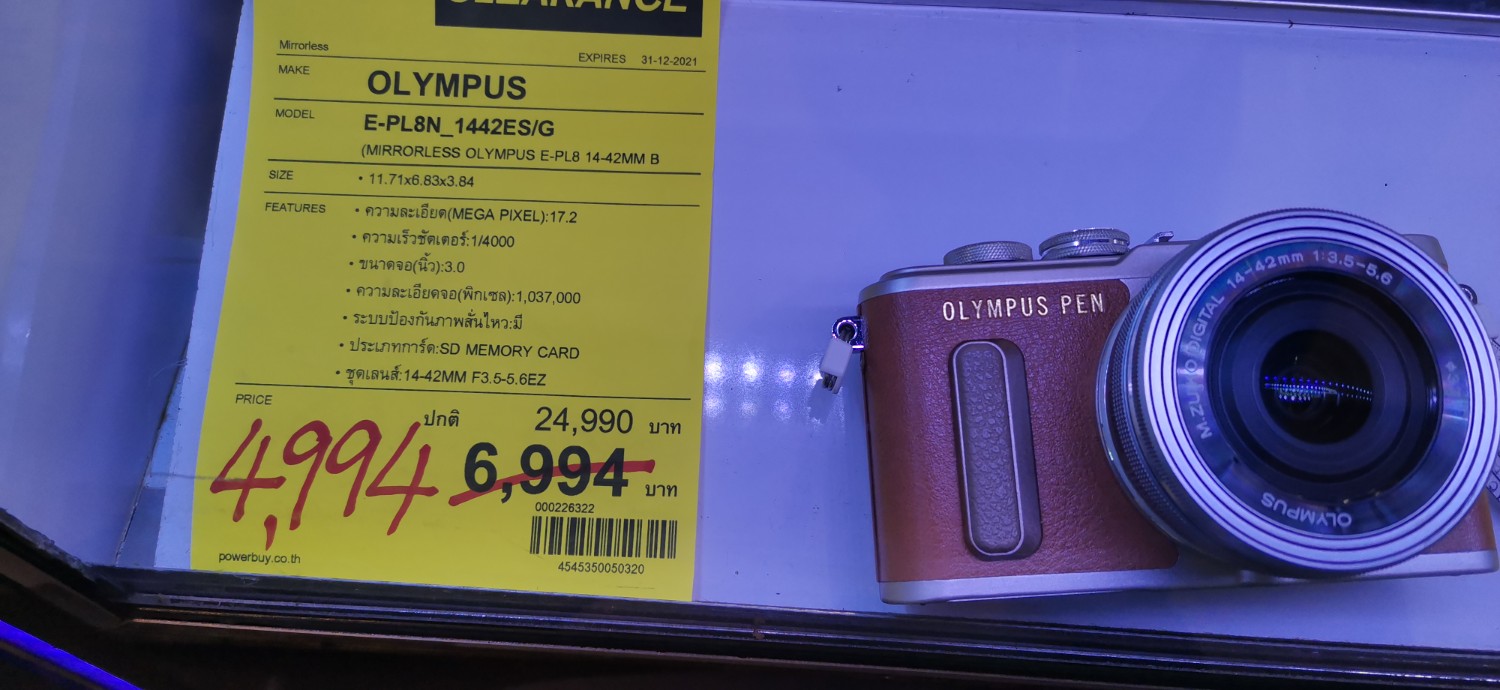 CLEARANCE
Mirrorless
EXPIRES 31-12-2021
MAKE OLYMPUS
MODEL E-PL8N_1442ES/G
(MIRRORLESS OLYMPUS E-PL8 14-42MM B
SIZE • 11.71x6.83x3.84
FEATURES • ความละเอียด(MEGA PIXEL):17.2
• ความเร็วชัตเตอร์:1/4000
• ขนาดจอ(นิ้ว):3.0
• ความละเอียดจอ(พิกเซล):1,037,000
• ระบบป้องกันภาพสั่นไหว:มี
• ประเภทการ์ด:SD MEMORY CARD
• ชุดเลนส์:14-42MM F3.5-5.6EZ
PRICE
ปกติ 24,990 บาท
4,994 6,994 บาท
000226322
powerbuy.co.th
4545350050320
OLYMPUS PEN
M.ZUIKO DIGITAL 14-42mm 1:3.5-5.6
OLYMPUS